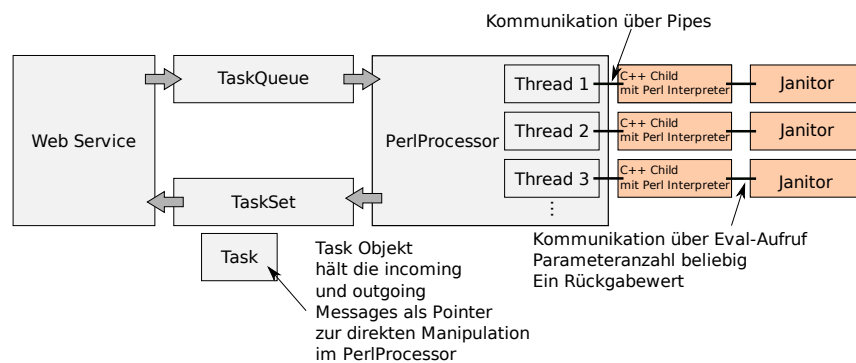 Kommunikation über Pipes
Web Service
TaskQueue
TaskSet
Task
PerlProcessor
Thread 1
C++ Child
mit Perl Interpreter
Janitor
Thread 2
C++ Child
mit Perl Interpreter
Janitor
Thread 3
C++ Child
mit Perl Interpreter
Janitor
...
Task Objekt
hält die incoming
und outgoing
Messages als Pointer
zur direkten Manipulation
im PerlProcessor
Kommunikation über Eval-Aufruf
Parameteranzahl beliebig
Ein Rückgabewert